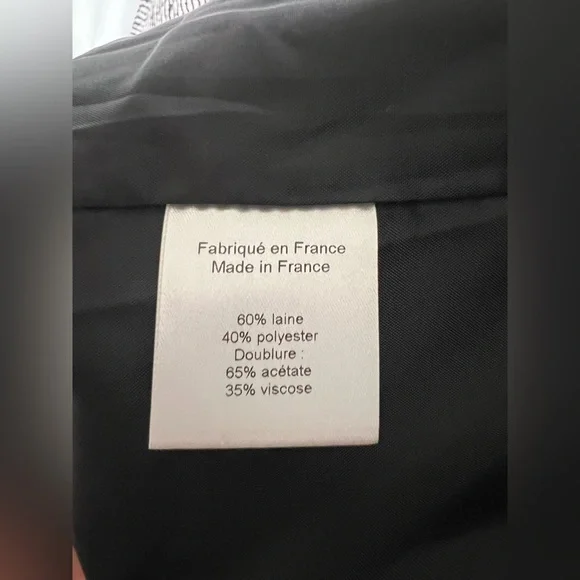 Fabriqué en France
Made in France
60% laine
40% polyester
Doublure :
65% acétate
35% viscose